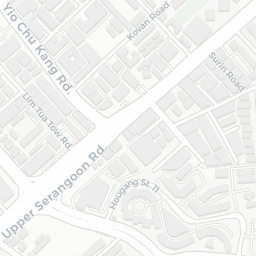 Yio Chu Kang Rd.
Kovan Road
Surin Road
Lim Tua Tow Rd
Upper Serangoon Rd
Hougang St. 11